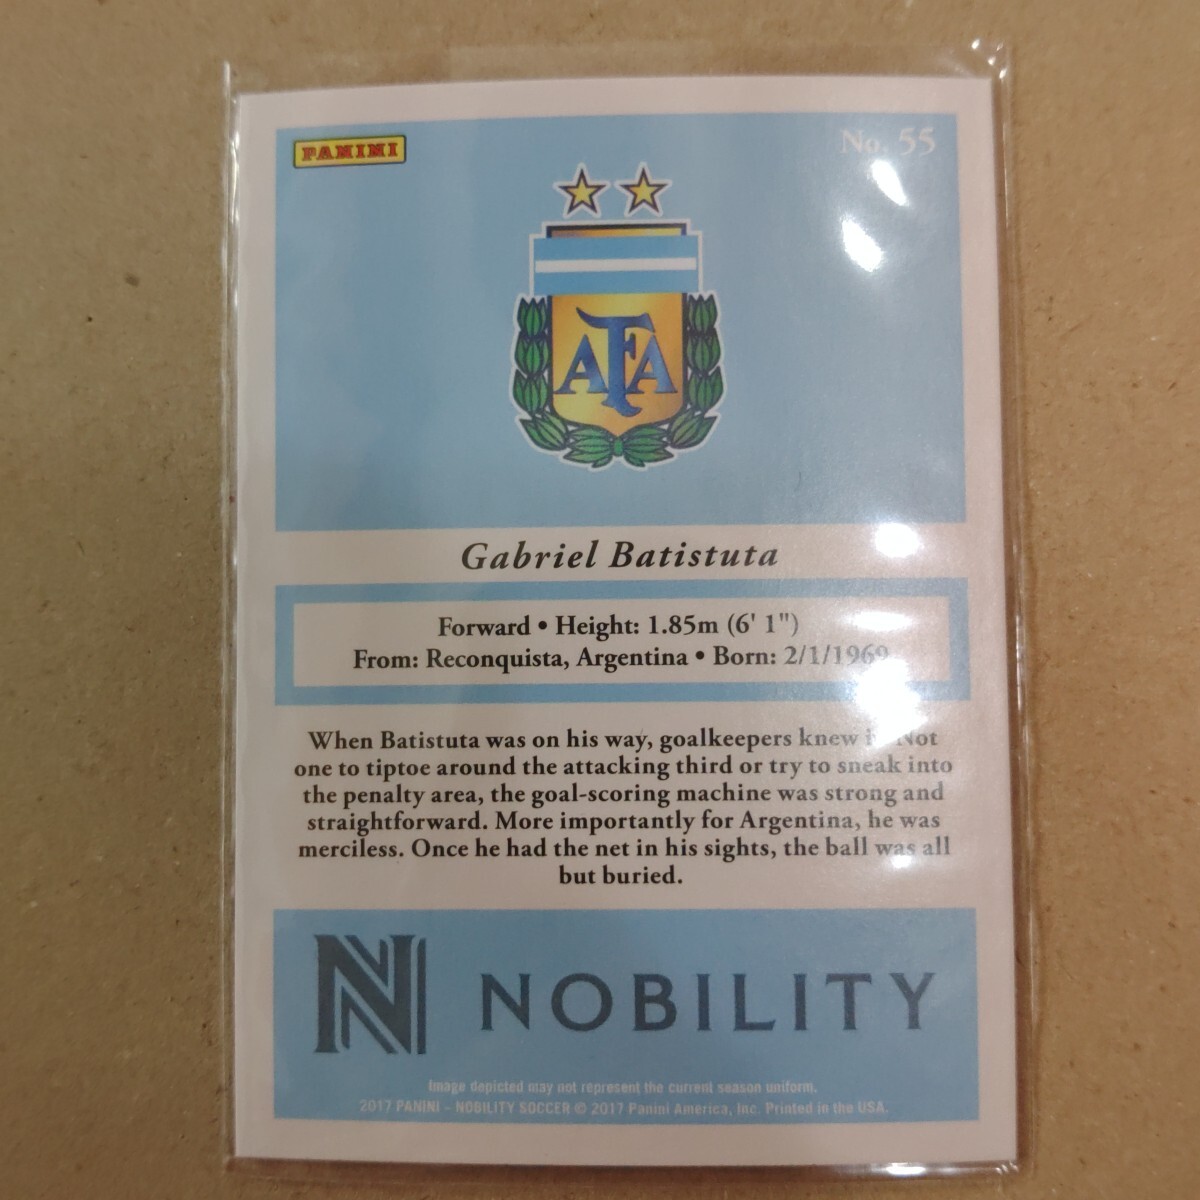 PANINI
No. 55
AFA
Gabriel Batistuta
Forward • Height: 1.85m (6' 1")
From: Reconquista, Argentina • Born: 2/1/1969
When Batistuta was on his way, goalkeepers knew it. Not
one to tiptoe around the attacking third or try to sneak into
the penalty area, the goal-scoring machine was strong and
straightforward. More importantly for Argentina, he was
merciless. Once he had the net in his sights, the ball was all
but buried.
N NOBILITY
Image depicted may not represent the current season uniform.
2017 PANINI – NOBILITY SOCCER © 2017 Panini America, Inc. Printed in the USA.